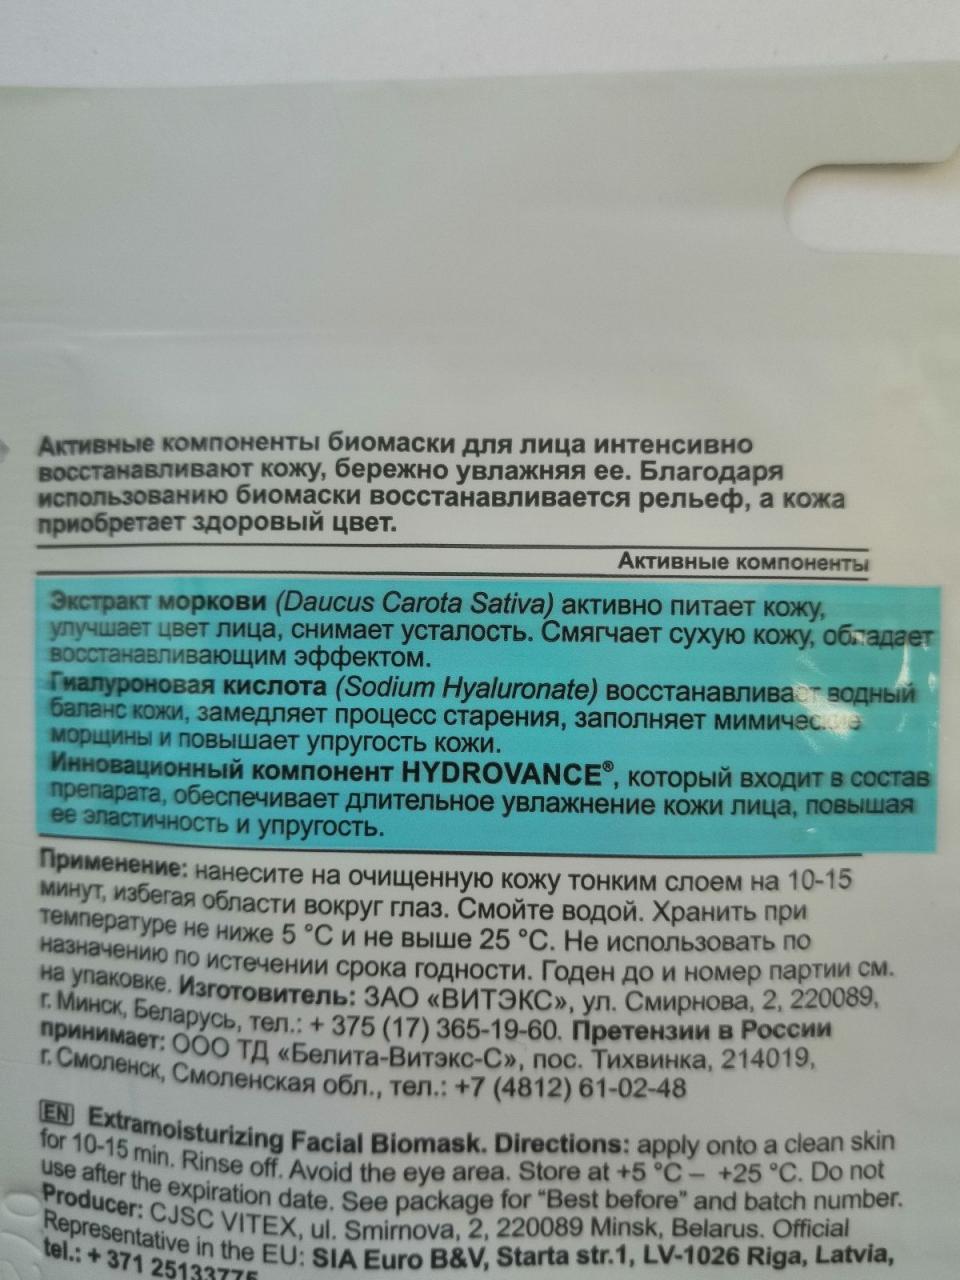 Активные компоненты биомаски для лица интенсивно
восстанавливают кожу, бережно увлажняя ее. Благодаря
использованию биомаски восстанавливается рельеф, а кожа
приобретает здоровый цвет.
Активные компоненты
Экстракт моркови (Daucus Carota Sativa) активно питает кожу,
улучшает цвет лица, снимает усталость. Смягчает сухую кожу, обладает
восстанавливающим эффектом.
Гиалуроновая кислота (Sodium Hyaluronate) восстанавливает водный
баланс кожи, замедляет процесс старения, заполняет мимические
морщины и повышает упругость кожи.
Инновационный компонент HYDROVANCE®, который входит в состав
препарата, обеспечивает длительное увлажнение кожи лица, повышая
ее эластичность и упругость.
Применение: нанесите на очищенную кожу тонким слоем на 10-15
минут, избегая области вокруг глаз. Смойте водой. Хранить при
температуре не ниже 5 °С и не выше 25 °С. Не использовать по
назначению по истечении срока годности. Годен до и номер партии см.
на упаковке. Изготовитель: ЗАО «ВИТЭКС», ул. Смирнова, 2, 220089,
г. Минск, Беларусь, тел.: + 375 (17) 365-19-60. Претензии в России
принимает: ООО ТД «Белита-Витэкс-С», пос. Тихвинка, 214019,
г. Смоленск, Смоленская обл., тел.: +7 (4812) 61-02-48
EN Extramoisturizing Facial Biomask. Directions: apply onto a clean skin
for 10-15 min. Rinse off. Avoid the eye area. Store at +5 °C – +25 °C. Do not
use after the expiration date. See package for “Best before” and batch number.
Producer: CJSC VITEX, ul. Smirnova, 2, 220089 Minsk, Belarus. Official
Representative in the EU: SIA Euro B&V, Starta str.1, LV-1026 Riga, Latvia,
tel.: + 371 25133775